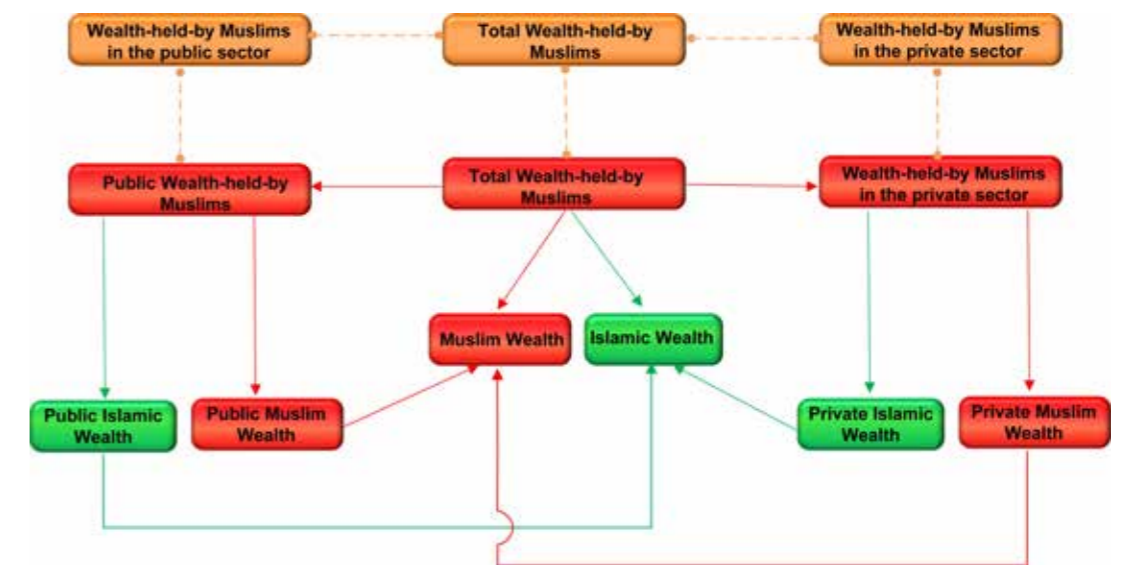 Wealth-held-by Muslims
in the public sector
Total Wealth-held-by
Muslims
Wealth-held-by Muslims
in the private sector
Public Wealth-held-by
Muslims
Total Wealth-held-by
Muslims
Wealth-held-by Muslims
in the private sector
Muslim Wealth
Islamic Wealth
Public Islamic
Wealth
Public Muslim
Wealth
Private Islamic
Wealth
Private Muslim
Wealth